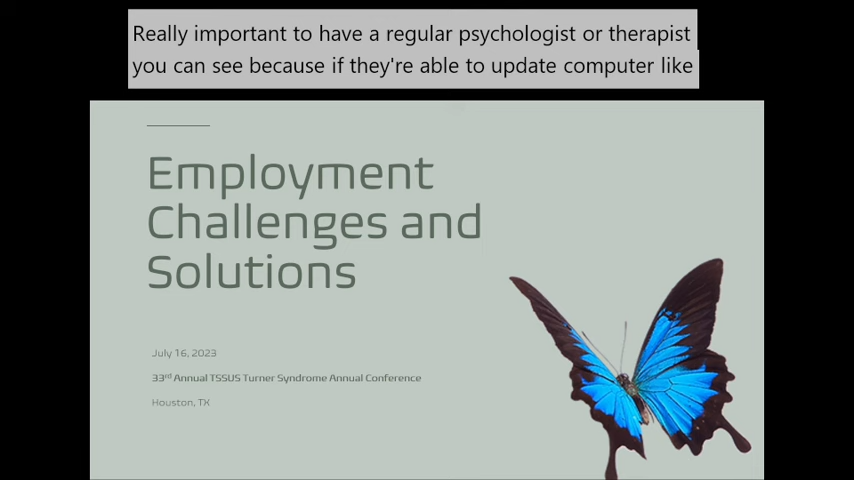 Really important to have a regular psychologist or therapist
you can see because if they're able to update computer like
Employment
Challenges and
Solutions
July 16, 2023
33rd Annual TSSUS Turner Syndrome Annual Conference
Houston, TX